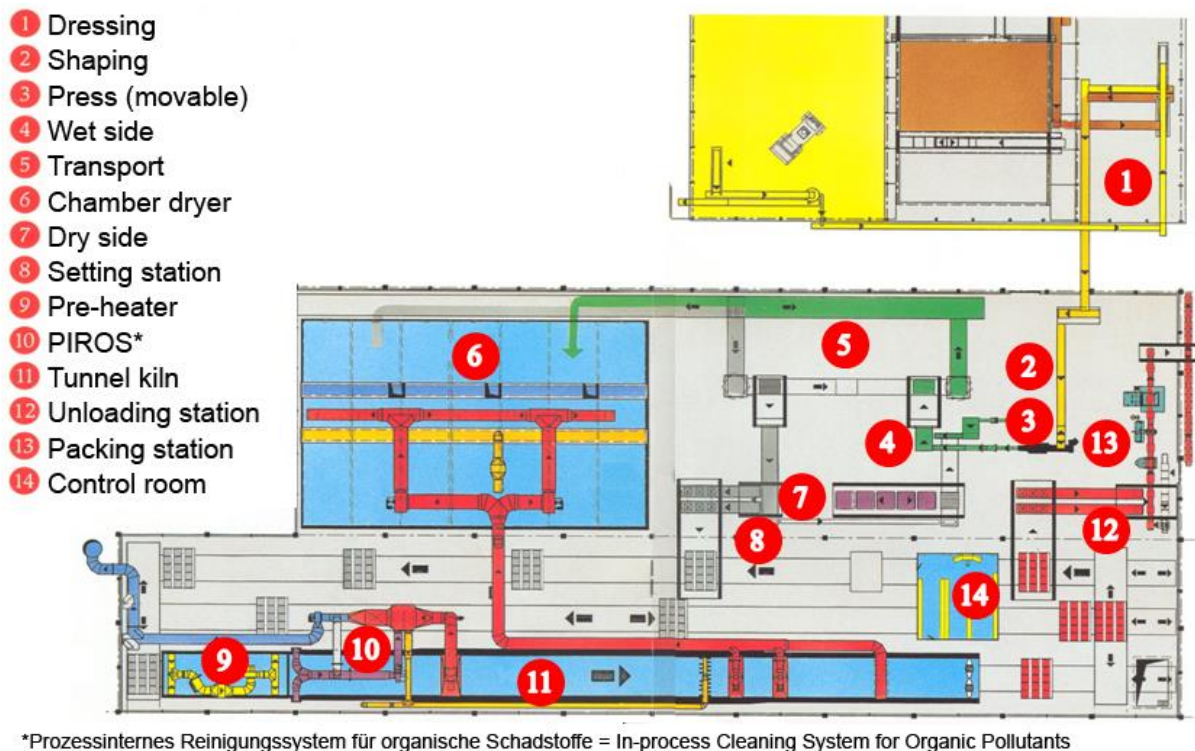 1 Dressing
2 Shaping
3 Press (movable)
4 Wet side
5 Transport
6 Chamber dryer
7 Dry side
8 Setting station
9 Pre-heater
10 PIROS*
11 Tunnel kiln
12 Unloading station
13 Packing station
14 Control room
1
2
5
6
3
4
13
7
12
8
14
9
10
11
*Prozessinternes Reinigungssystem für organische Schadstoffe = In-process Cleaning System for Organic Pollutants